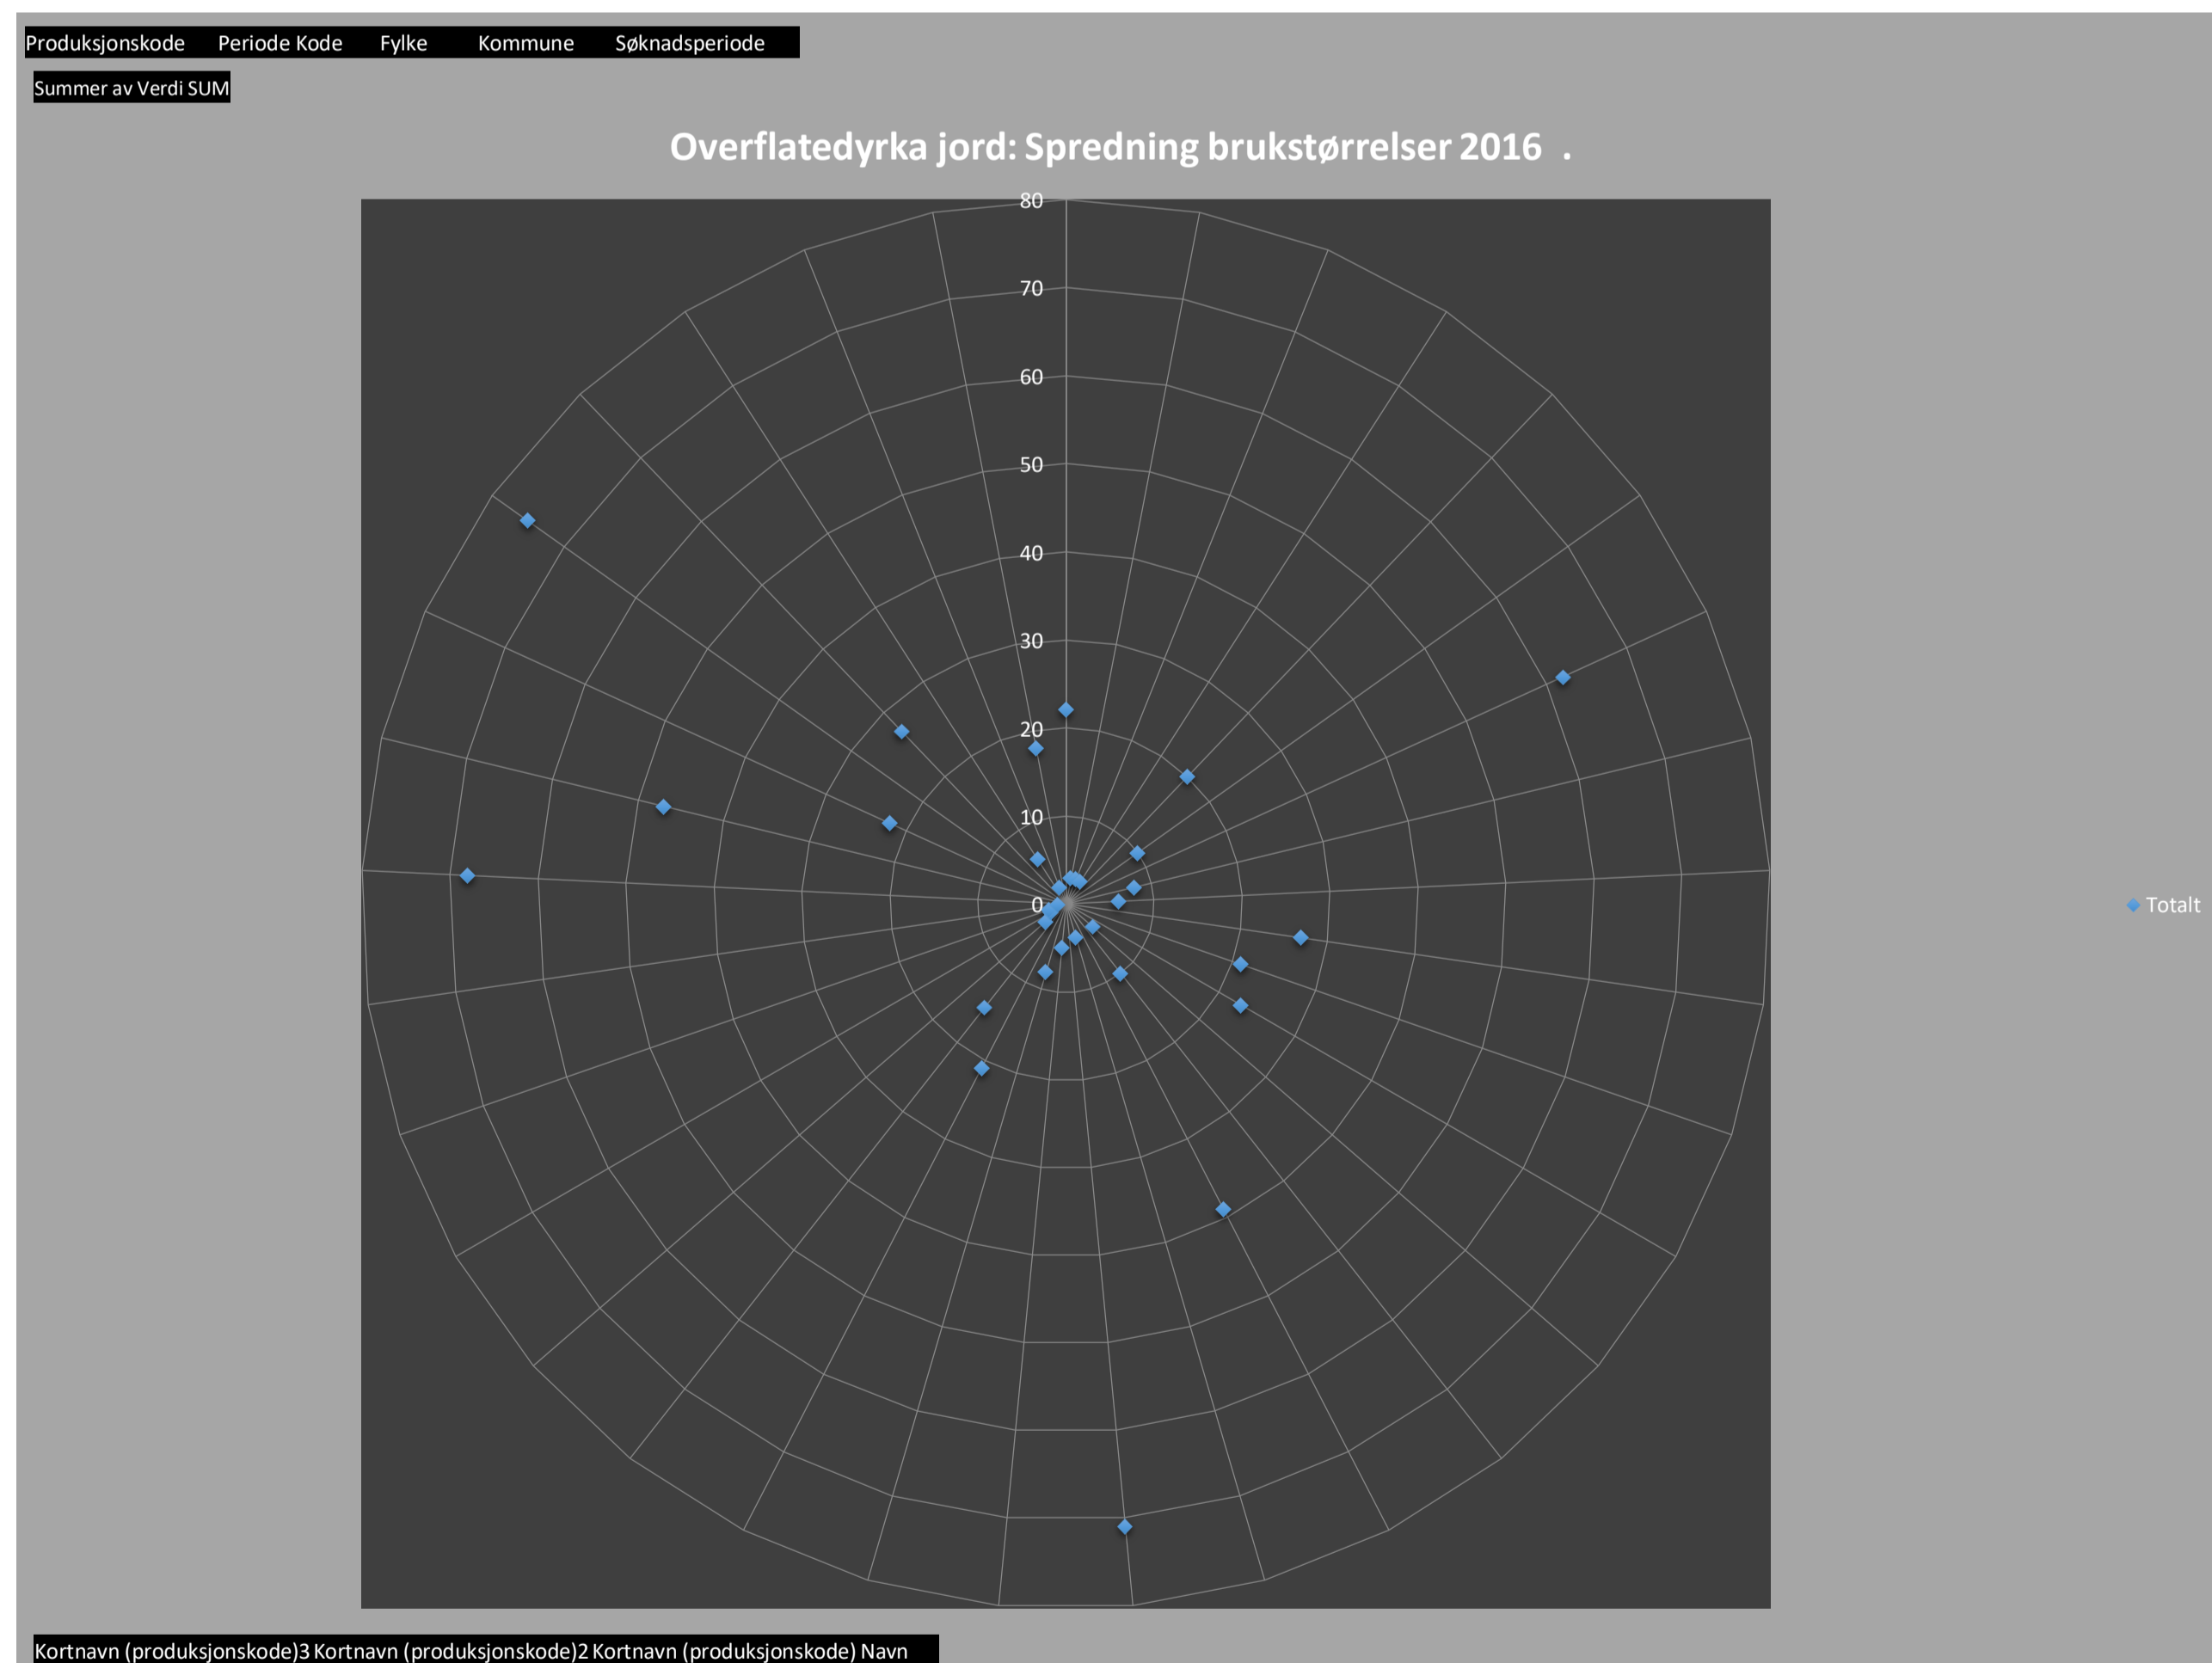 Produksjonskode Periode Kode Fylke Kommune Søknadsperiode
Summer av Verdi SUM
Overflatedyrka jord: Spredning brukstørrelser 2016 .
80
70
60
50
40
30
20
10
0
Totalt
Kortnavn (produksjonskode)3 Kortnavn (produksjonskode)2 Kortnavn (produksjonskode) Navn